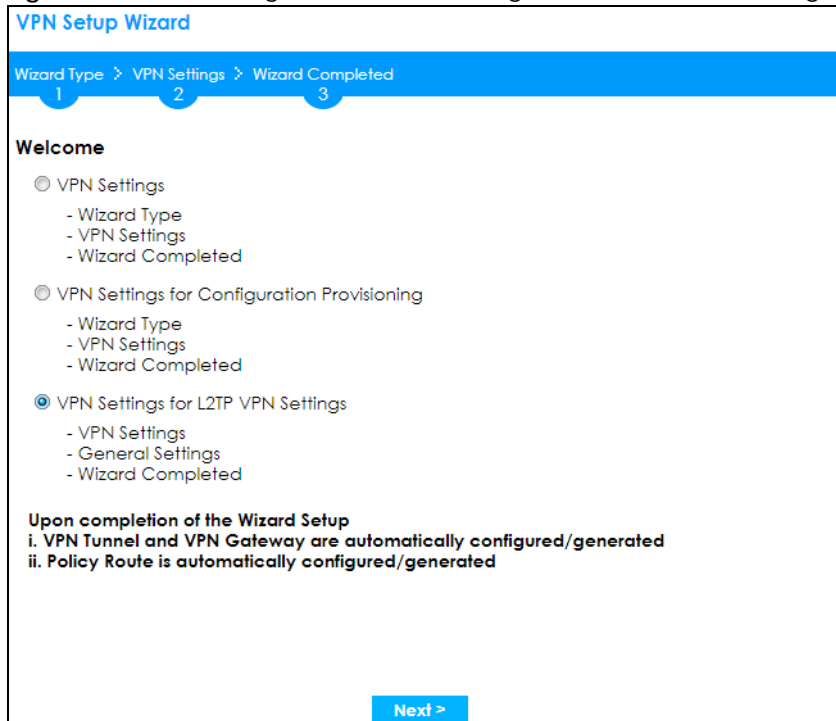 VPN Setup Wizard
Wizard Type > VPN Settings > Wizard Completed
1 2 3
Welcome
VPN Settings
- Wizard Type
- VPN Settings
- Wizard Completed
VPN Settings for Configuration Provisioning
- Wizard Type
- VPN Settings
- Wizard Completed
VPN Settings for L2TP VPN Settings
- VPN Settings
- General Settings
- Wizard Completed
Upon completion of the Wizard Setup
i. VPN Tunnel and VPN Gateway are automatically configured/generated
ii. Policy Route is automatically configured/generated
Next >